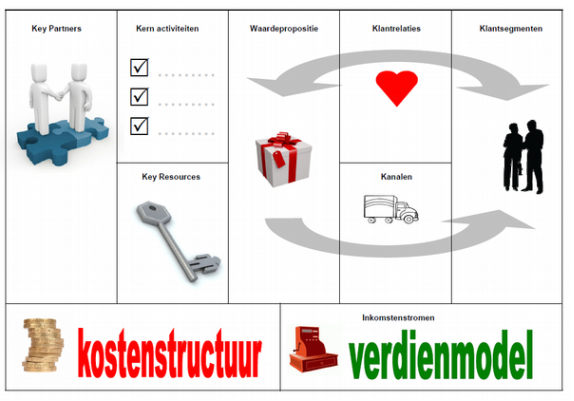 Key Partners
Kern activiteiten
Waardepropositie
Klantrelaties
Klantsegmenten
Key Resources
Kanalen
kostenstructuur
Inkomstenstromen
verdienmodel